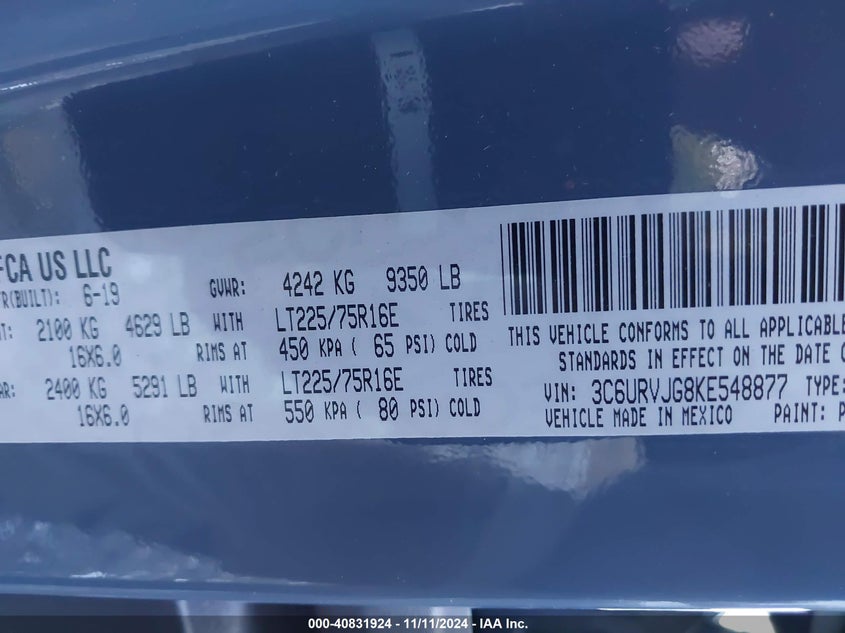 FCA US LLC
FR(BUILT): 6-19
GVWR: 4242 KG 9350 LB
T: 2100 KG 4629 LB WITH LT225/75R16E TIRES
16X6.0 RIMS AT 450 KPA ( 65 PSI) COLD
AR: 2400 KG 5291 LB WITH LT225/75R16E TIRES
16X6.0 RIMS AT 550 KPA ( 80 PSI) COLD
THIS VEHICLE CONFORMS TO ALL APPLICABLE
STANDARDS IN EFFECT ON THE DATE O
VIN: 3C6URVJG8KE548877 TYPE:
VEHICLE MADE IN MEXICO PAINT: P
000-40831924 - 11/11/2024 - IAA Inc.